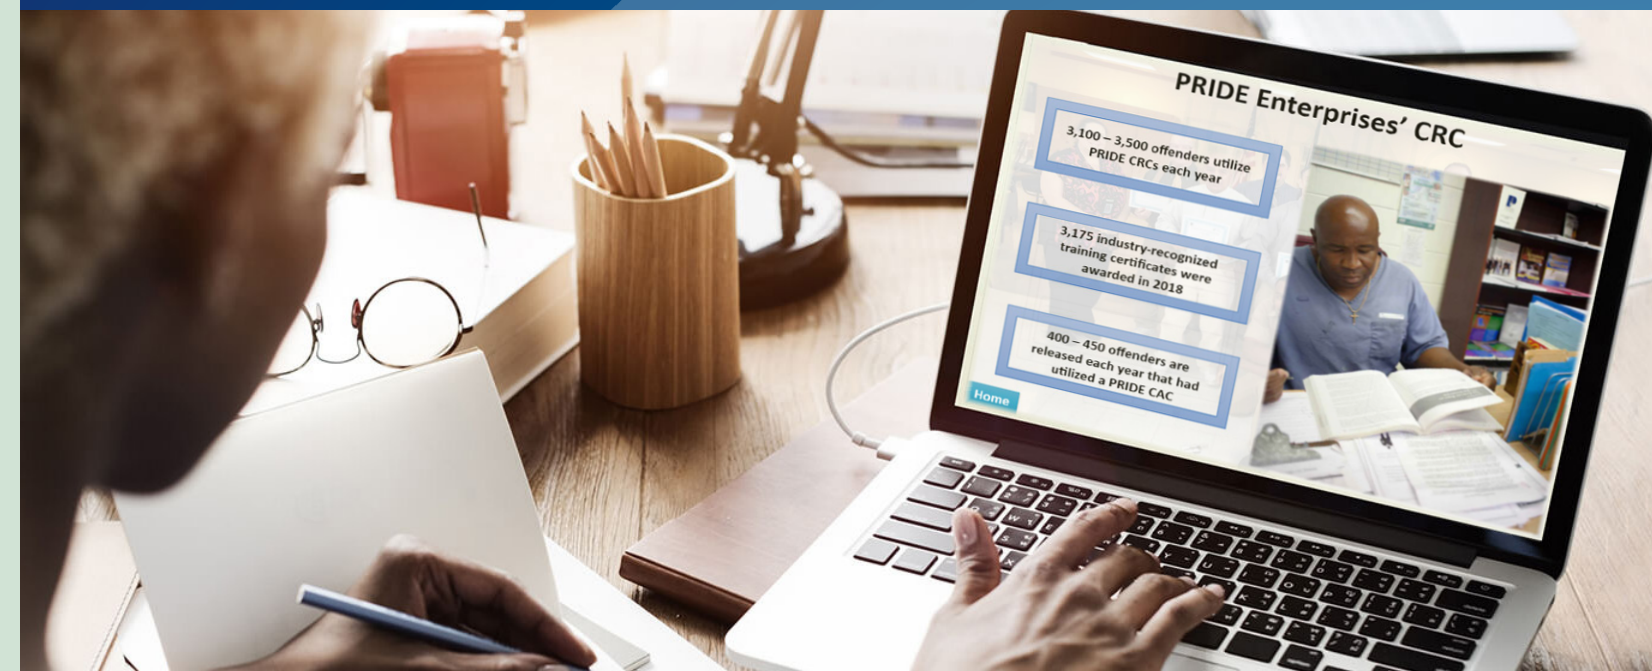 PRIDE Enterprises' CRC
3,100 – 3,500 offenders utilize
PRIDE CRCs each year
3,175 industry-recognized
training certificates were
awarded in 2018
400 – 450 offenders are
released each year that had
utilized a PRIDE CAC
Home